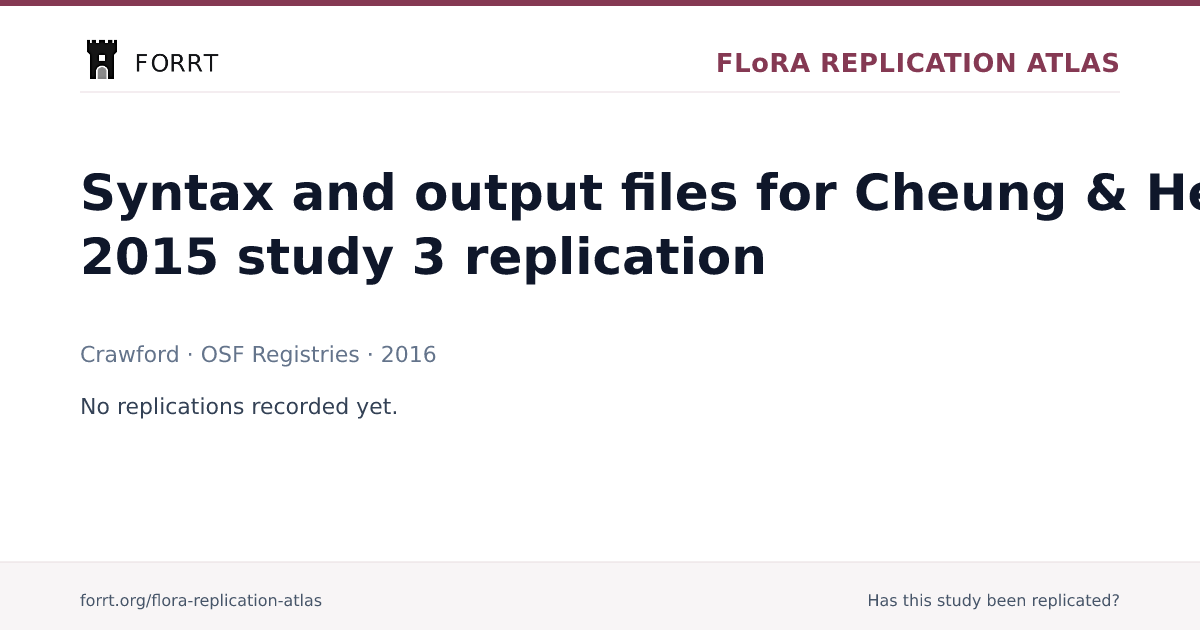 FORRT
FLoRA REPLICATION ATLAS
Syntax and output files for Cheung &
2015 study 3 replication
Crawford · OSF Registries · 2016
No replications recorded yet.
forrt.org/flora-replication-atlas
Has this study been replicated?